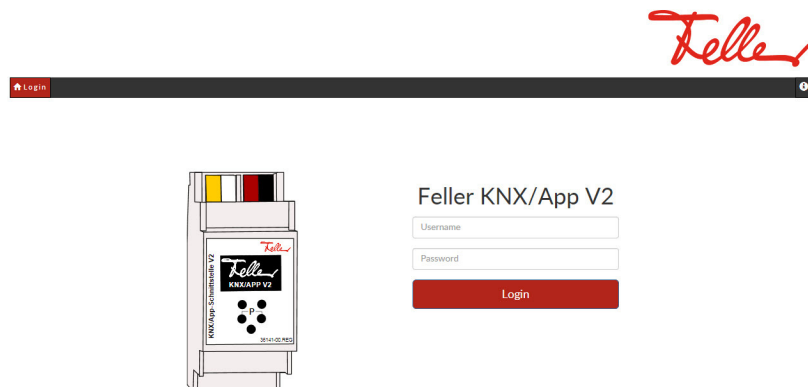 Feller
Login
Feller KNX/App V2
Username
Password
Login
KNX/App-Schnittstelle V2
Feller
Feller
KNX/APP V2
P
36141-00.REG